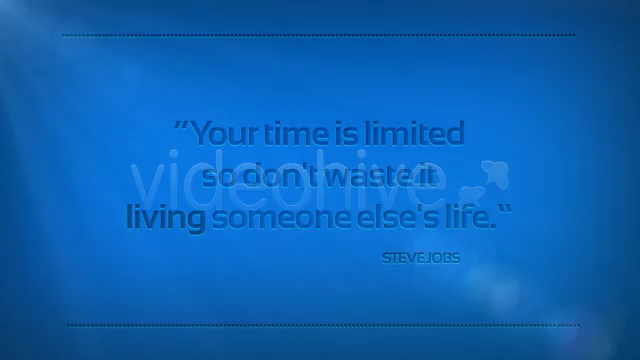 "Your time is limited
so don't waste it
living someone else's life."
STEVE JOBS
videohive